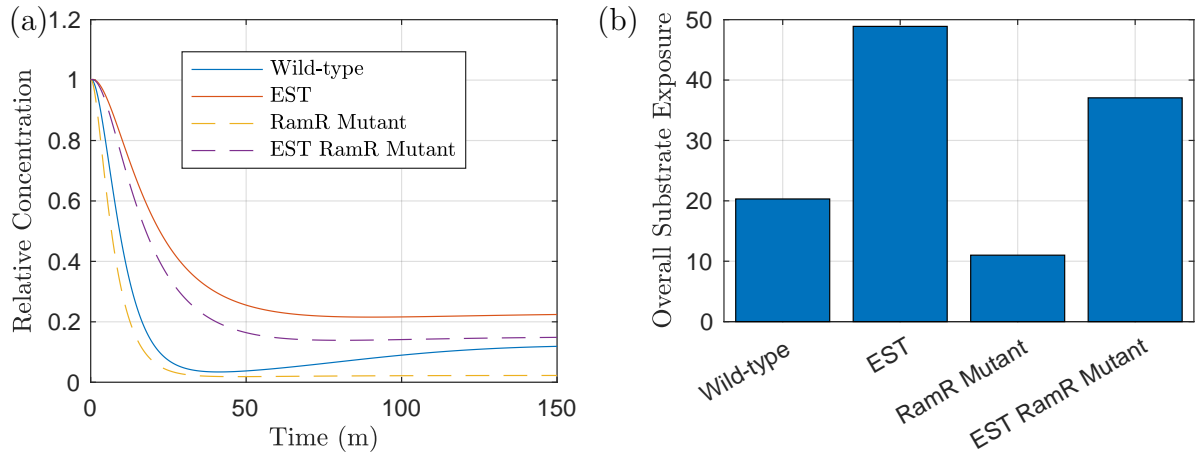 (a)
1.2
1
0.8
0.6
0.4
0.2
0
Relative Concentration
Wild-type
EST
RamR Mutant
EST RamR Mutant
0 50 100 150
Time (m)
(b)
50
40
30
20
10
0
Overall Substrate Exposure
Wild-type
EST
RamR Mutant
EST RamR Mutant